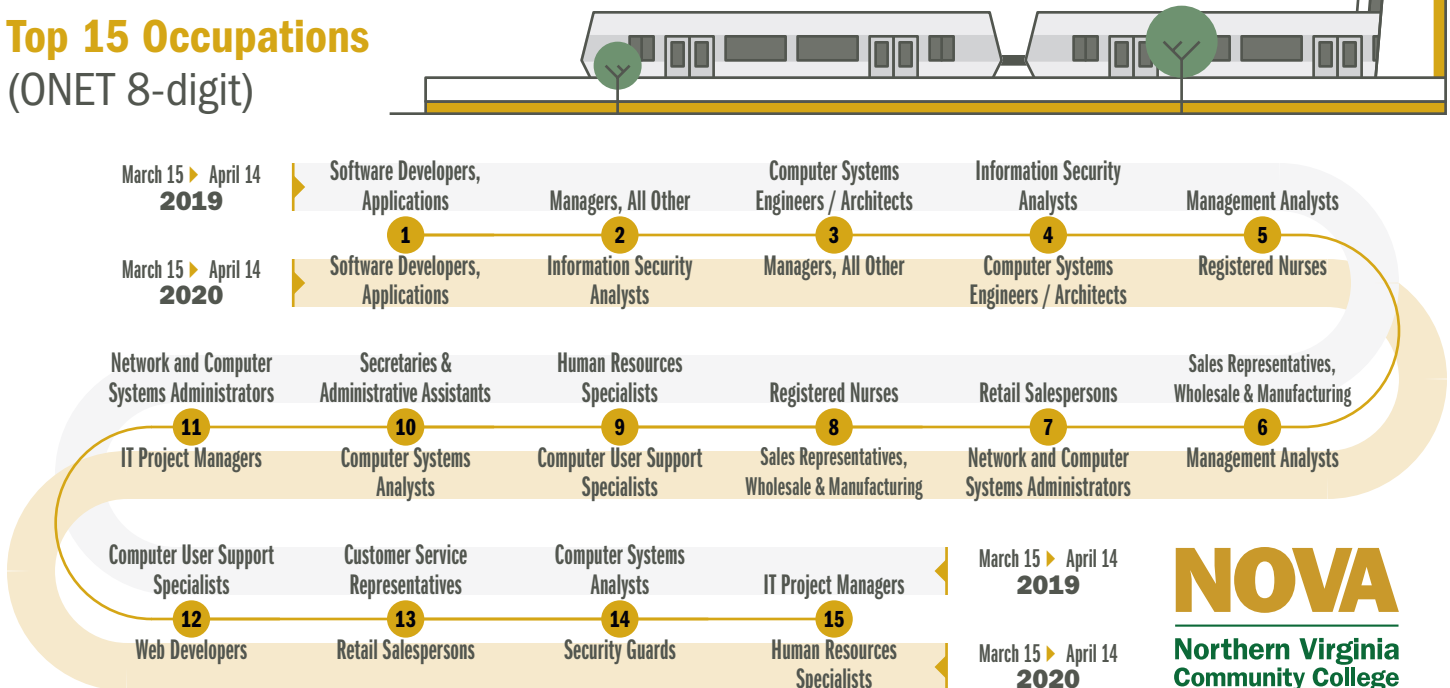 Top 15 Occupations
(ONET 8-digit)
March 15 April 14
2019
Software Developers,
Applications
Managers, All Other
Computer Systems
Engineers / Architects
Information Security
Analysts
Management Analysts
1 2 3 4 5
March 15 April 14
2020
Software Developers,
Applications
Information Security
Analysts
Managers, All Other
Computer Systems
Engineers / Architects
Registered Nurses
Network and Computer
Systems Administrators
Secretaries &
Administrative Assistants
Human Resources
Specialists
Registered Nurses
Retail Salespersons
Sales Representatives,
Wholesale & Manufacturing
11 10 9 8 7 6
IT Project Managers
Computer Systems
Analysts
Computer User Support
Specialists
Sales Representatives,
Wholesale & Manufacturing
Network and Computer
Systems Administrators
Management Analysts
Computer User Support
Specialists
Customer Service
Representatives
Computer Systems
Analysts
IT Project Managers
March 15 April 14
2019
12 13 14 15
Web Developers
Retail Salespersons
Security Guards
Human Resources
Specialists
March 15 April 14
2020
NOVA
Northern Virginia
Community College